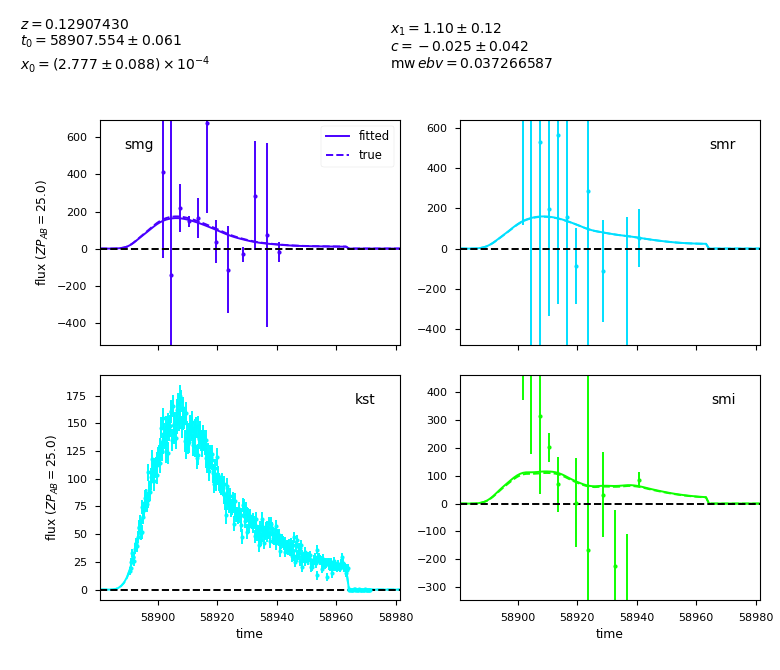 z = 0.12907430
t₀ = 58907.554 ± 0.061
x₀ = (2.777 ± 0.088) × 10⁻⁴
x₁ = 1.10 ± 0.12
c = −0.025 ± 0.042
mw ebv = 0.037266587
smg
fitted
true
600
400
200
0
−200
−400
flux (ZP_AB = 25.0)
smr
600
400
200
0
−200
−400
kst
175
150
125
100
75
50
25
0
flux (ZP_AB = 25.0)
58900 58920 58940 58960 58980
time
smi
400
300
200
100
0
−100
−200
−300
58900 58920 58940 58960 58980
time